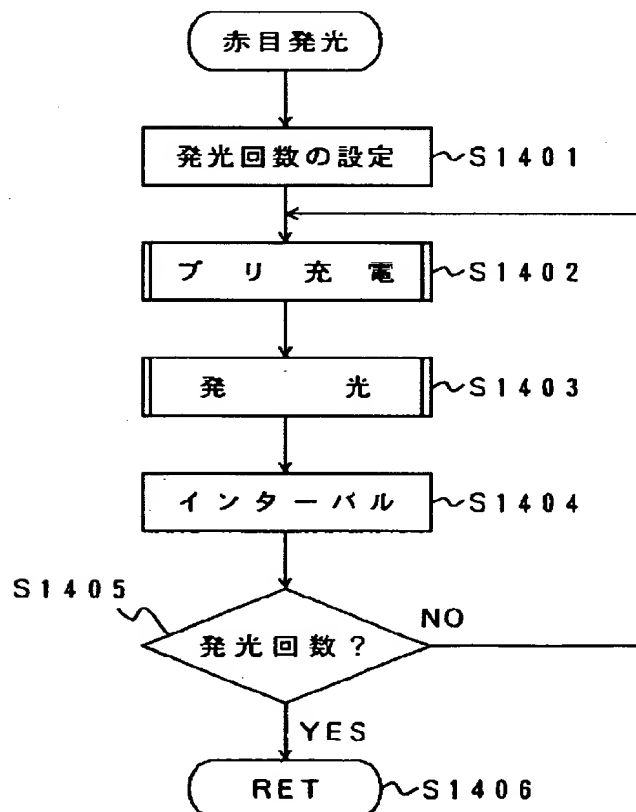 赤目発光
発光回数の設定 S1401
プリ充電 S1402
発光 S1403
インターバル S1404
S1405
発光回数? NO
YES
RET S1406